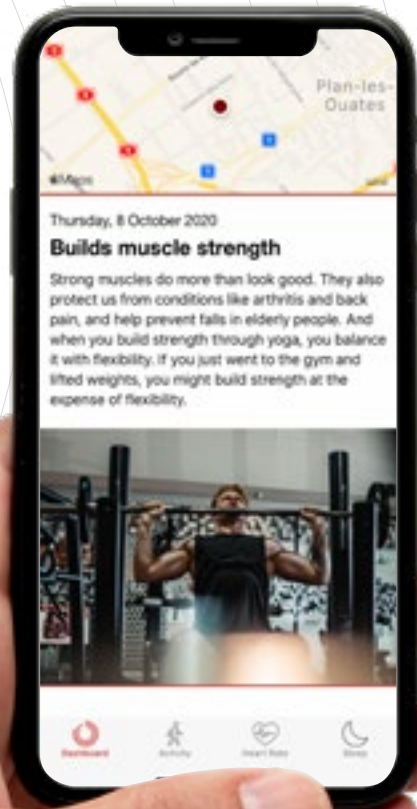 Plan-les-
Ouates
Maps
Thursday, 8 October 2020
Builds muscle strength
Strong muscles do more than look good. They also
protect us from conditions like arthritis and back
pain, and help prevent falls in elderly people. And
when you build strength through yoga, you balance
it with flexibility. If you just went to the gym and
lifted weights, you might build strength at the
expense of flexibility.
Dashboard
Activity
Heart Rate
Sleep